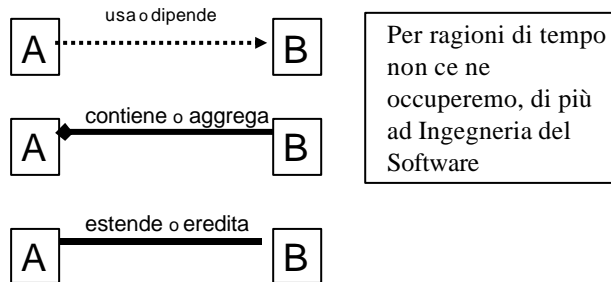 usa o dipende
A
B
contiene o aggrega
A
B
estende o eredita
A
B
Per ragioni di tempo
non ce ne
occuperemo, di più
ad Ingegneria del
Software